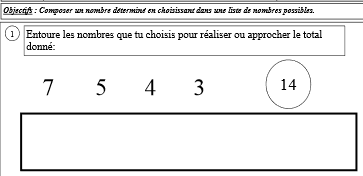 Objectifs : Composer un nombre déterminé en choisissant dans une liste de nombres possibles.
1 Entoure les nombres que tu choisis pour réaliser ou approcher le total
donné:
7 5 4 3 14